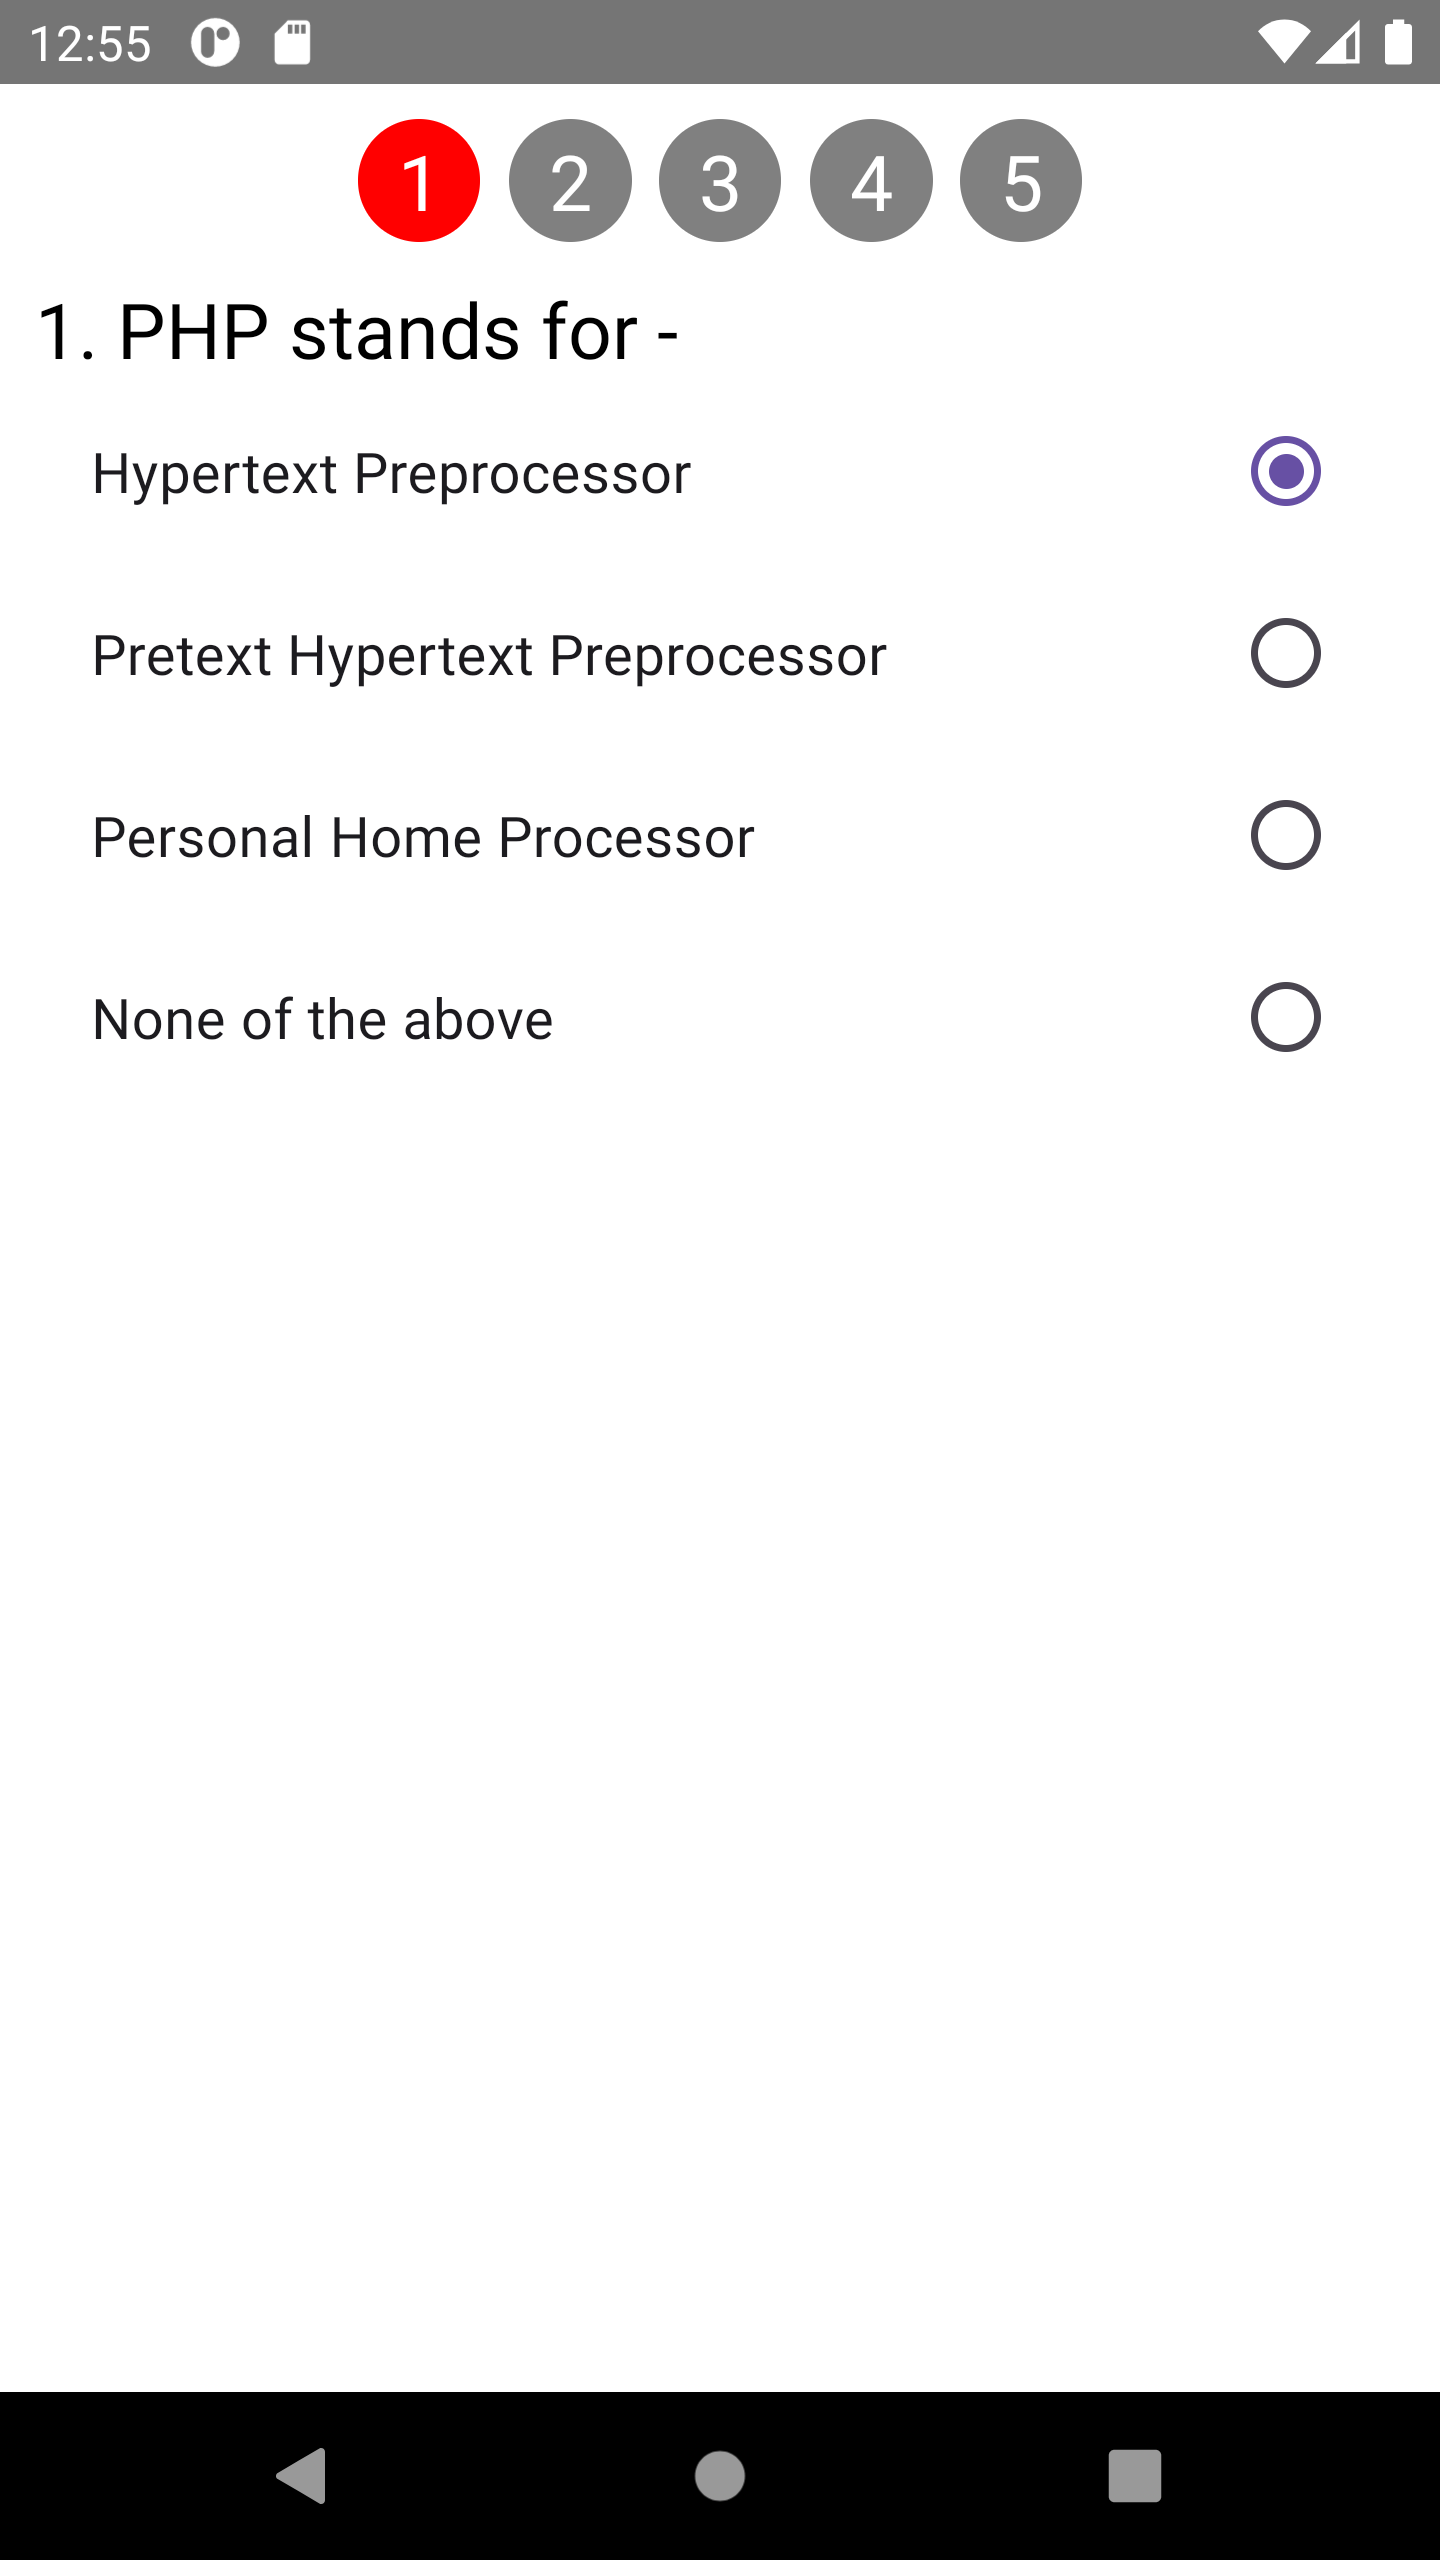 12:55
1 2 3 4 5
1. PHP stands for -
Hypertext Preprocessor
Pretext Hypertext Preprocessor
Personal Home Processor
None of the above